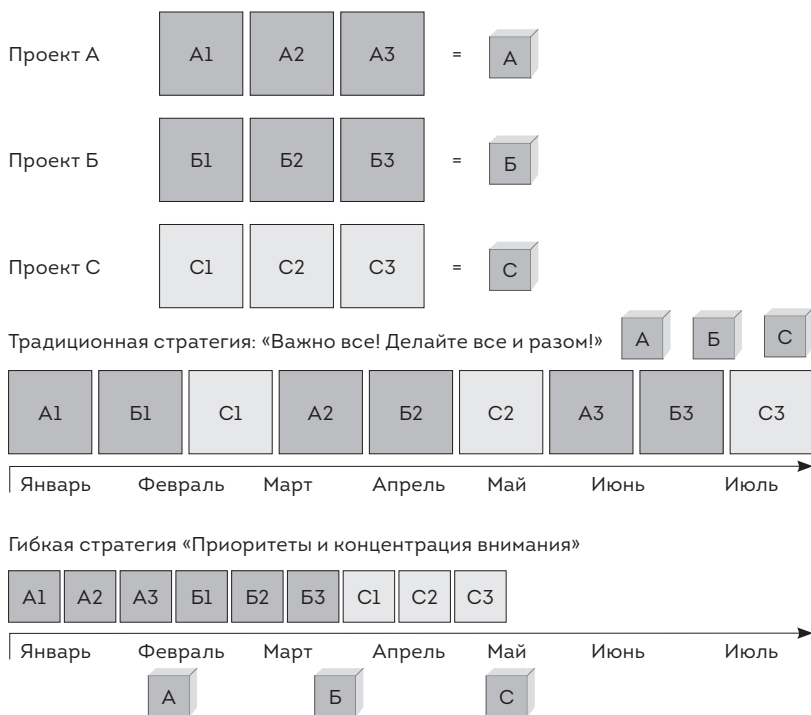 Проект А А1 А2 А3 = А
Проект Б Б1 Б2 Б3 = Б
Проект С С1 С2 С3 = С
Традиционная стратегия: «Важно все! Делайте все и разом!» А Б С
А1 Б1 С1 А2 Б2 С2 А3 Б3 С3
Январь Февраль Март Апрель Май Июнь Июль
Гибкая стратегия «Приоритеты и концентрация внимания»
А1 А2 А3 Б1 Б2 Б3 С1 С2 С3
Январь Февраль Март Апрель Май Июнь Июль
А Б С